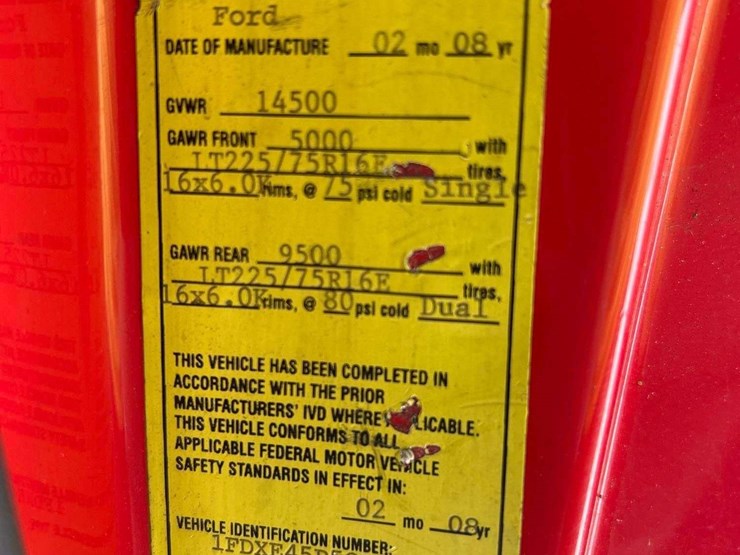 Ford
DATE OF MANUFACTURE 02 mo 08 yr
GVWR 14500
GAWR FRONT 5000 with
LT225/75R16E tires,
16x6.0K rims, @ 75 psi cold Single
GAWR REAR 9500 with
LT225/75R16E tires,
16x6.0K rims, @ 80 psi cold Dual
THIS VEHICLE HAS BEEN COMPLETED IN
ACCORDANCE WITH THE PRIOR
MANUFACTURERS' IVD WHERE LICABLE.
THIS VEHICLE CONFORMS TO ALL
APPLICABLE FEDERAL MOTOR VEHICLE
SAFETY STANDARDS IN EFFECT IN:
02 mo 08 yr
VEHICLE IDENTIFICATION NUMBER: